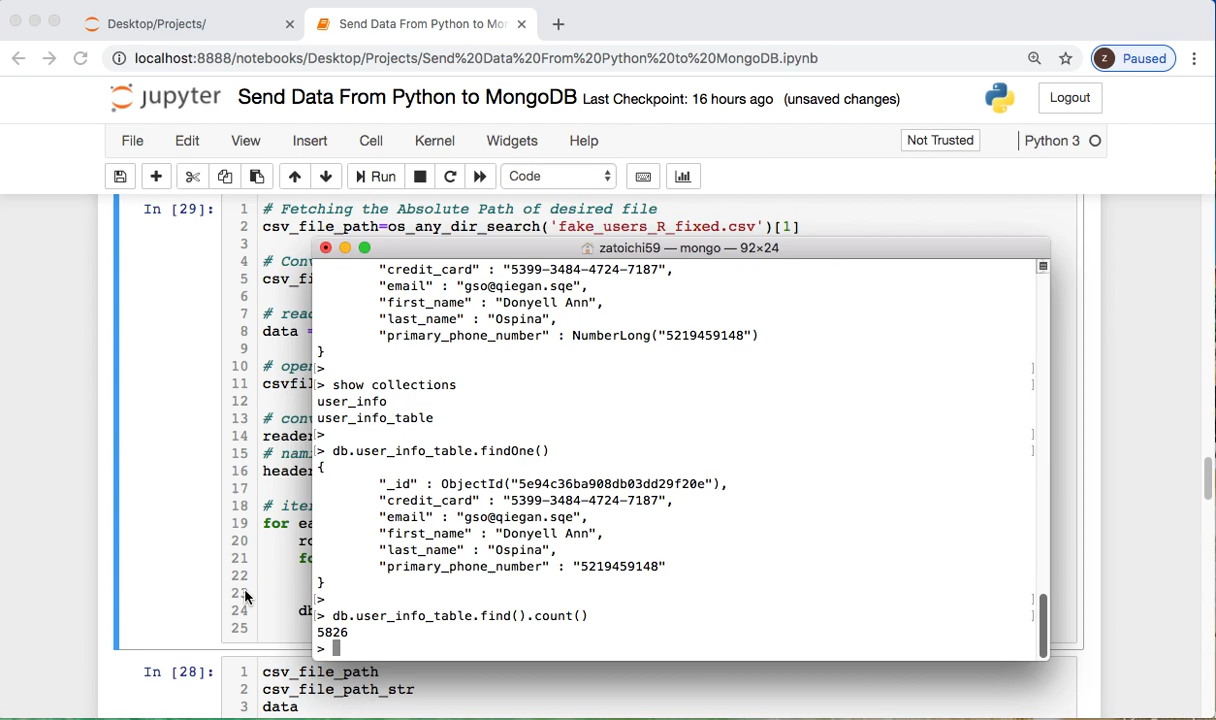 Desktop/Projects/
Send Data From Python to Mon
localhost:8888/notebooks/Desktop/Projects/Send%20Data%20From%20Python%20to%20MongoDB.ipynb
Z Paused
jupyter Send Data From Python to MongoDB Last Checkpoint: 16 hours ago (unsaved changes)
Logout
File Edit View Insert Cell Kernel Widgets Help
Not Trusted Python 3
Run Code
In [29]: 1 # Fetching the Absolute Path of desired file
2 csv_file_path=os_any_dir_search('fake_users_R_fixed.csv')[1]
3
4 # Con
5 csv_fi
6
7 # read
8 data =
9
10 # open
11 csvfil
12
13 # conv
14 reader
15 # nami
16 header
17
18 # iter
19 for ea
20 ro
21 fo
22
24 db
25
zatoichi59 — mongo — 92×24
"credit_card" : "5399-3484-4724-7187",
"email" : "gso@qiegan.sqe",
"first_name" : "Donyell Ann",
"last_name" : "Ospina",
"primary_phone_number" : NumberLong("5219459148")
}
>
> show collections
user_info
user_info_table
>
> db.user_info_table.findOne()
{
"_id" : ObjectId("5e94c36ba908db03dd29f20e"),
"credit_card" : "5399-3484-4724-7187",
"email" : "gso@qiegan.sqe",
"first_name" : "Donyell Ann",
"last_name" : "Ospina",
"primary_phone_number" : "5219459148"
}
>
> db.user_info_table.find().count()
5826
>
In [28]: 1 csv_file_path
2 csv_file_path_str
3 data